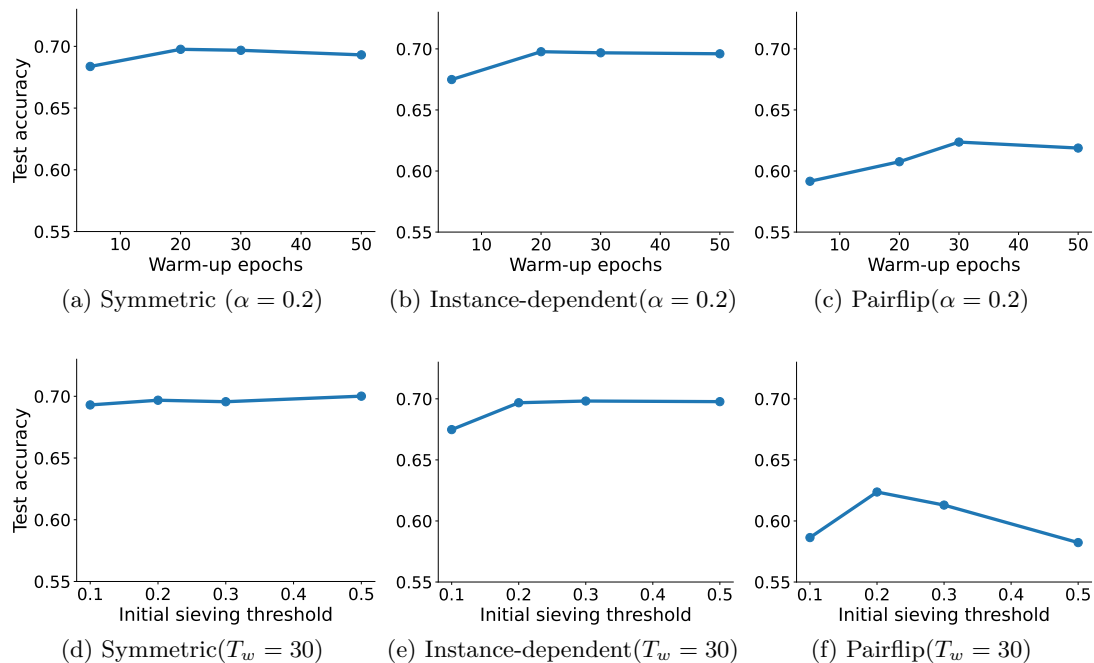 Test accuracy
0.70
0.65
0.60
0.55
10 20 30 40 50
Warm-up epochs
(a) Symmetric (α = 0.2)
0.70
0.65
0.60
0.55
10 20 30 40 50
Warm-up epochs
(b) Instance-dependent(α = 0.2)
0.70
0.65
0.60
0.55
10 20 30 40 50
Warm-up epochs
(c) Pairflip(α = 0.2)
Test accuracy
0.70
0.65
0.60
0.55
0.1 0.2 0.3 0.4 0.5
Initial sieving threshold
(d) Symmetric(T_w = 30)
0.70
0.65
0.60
0.55
0.1 0.2 0.3 0.4 0.5
Initial sieving threshold
(e) Instance-dependent(T_w = 30)
0.70
0.65
0.60
0.55
0.1 0.2 0.3 0.4 0.5
Initial sieving threshold
(f) Pairflip(T_w = 30)